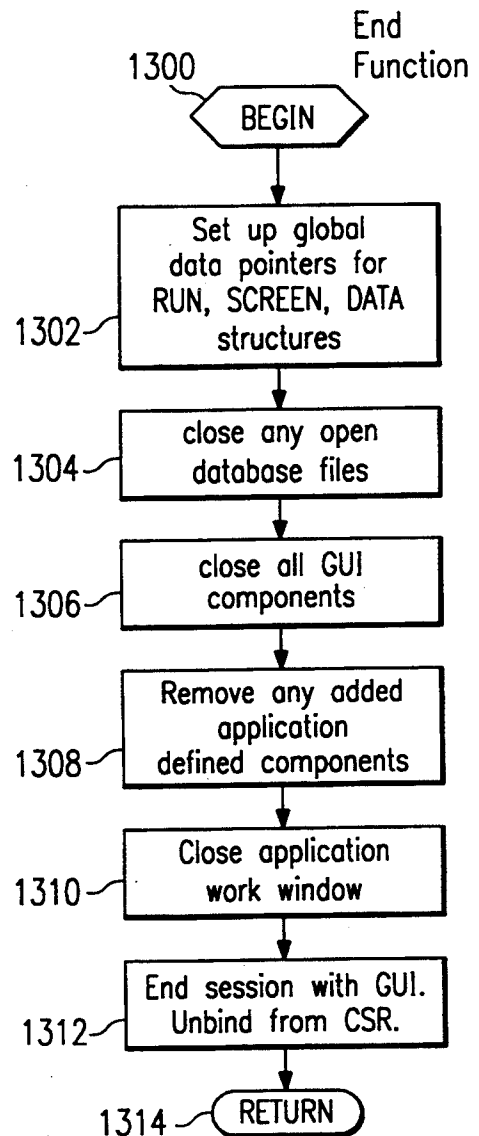 End
Function
1300
BEGIN
Set up global
data pointers for
RUN, SCREEN, DATA
structures
1302
close any open
database files
1304
close all GUI
components
1306
Remove any added
application
defined components
1308
Close application
work window
1310
End session with GUI.
Unbind from CSR.
1312
RETURN
1314